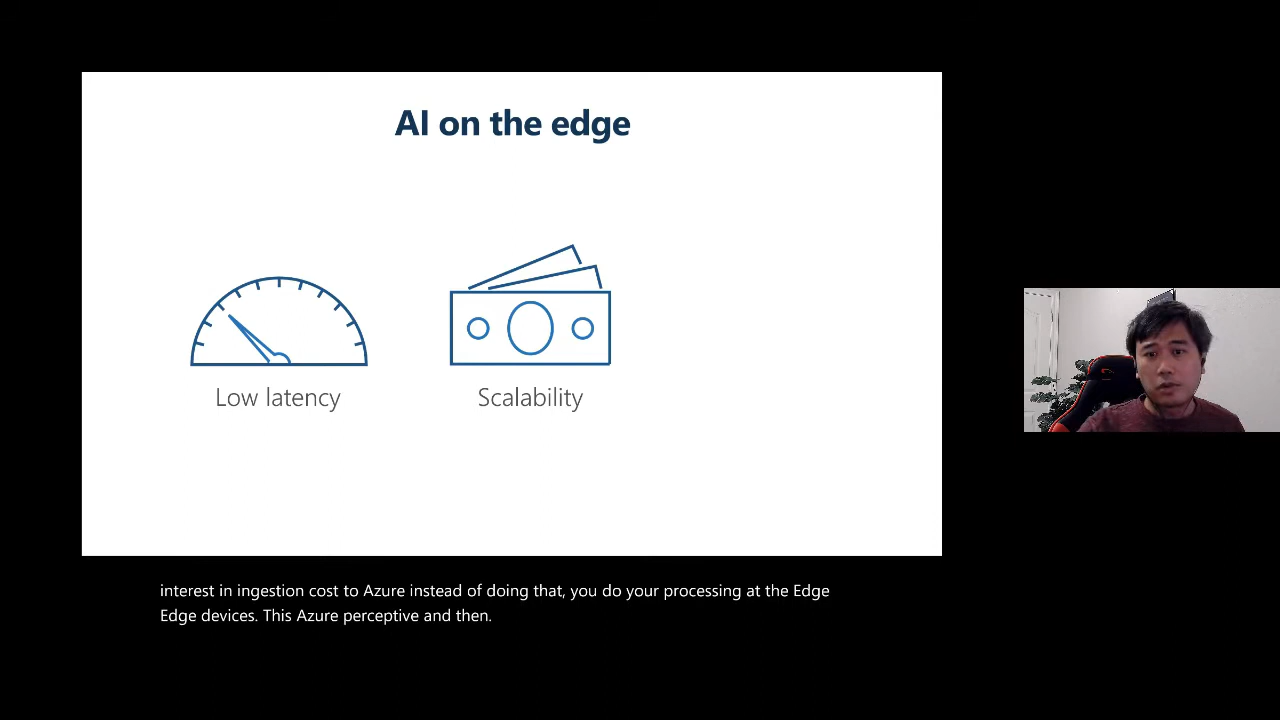 AI on the edge
Low latency
Scalability
interest in ingestion cost to Azure instead of doing that, you do your processing at the Edge
Edge devices. This Azure perceptive and then.